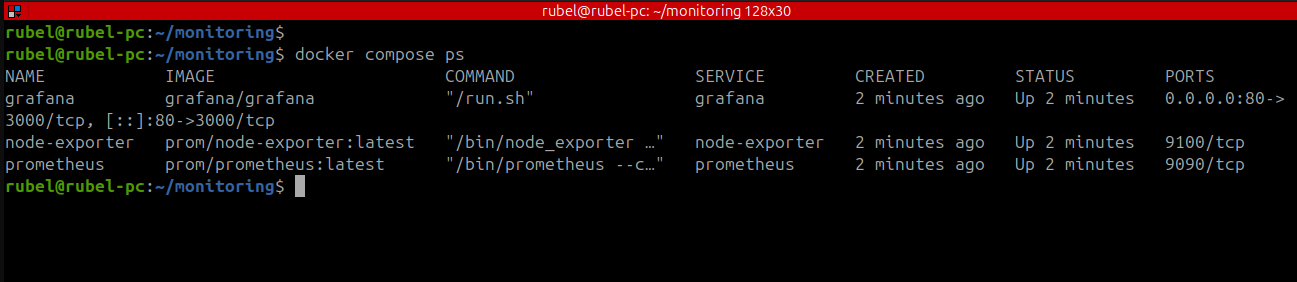 rubel@rubel-pc: ~/monitoring 128x30
rubel@rubel-pc:~/monitoring$
rubel@rubel-pc:~/monitoring$ docker compose ps
NAME            IMAGE                       COMMAND                  SERVICE         CREATED         STATUS         PORTS
grafana         grafana/grafana             "/run.sh"                grafana         2 minutes ago   Up 2 minutes   0.0.0.0:80->
3000/tcp, [::]:80->3000/tcp
node-exporter   prom/node-exporter:latest   "/bin/node_exporter …"   node-exporter   2 minutes ago   Up 2 minutes   9100/tcp
prometheus      prom/prometheus:latest      "/bin/prometheus --c…"   prometheus      2 minutes ago   Up 2 minutes   9090/tcp
rubel@rubel-pc:~/monitoring$